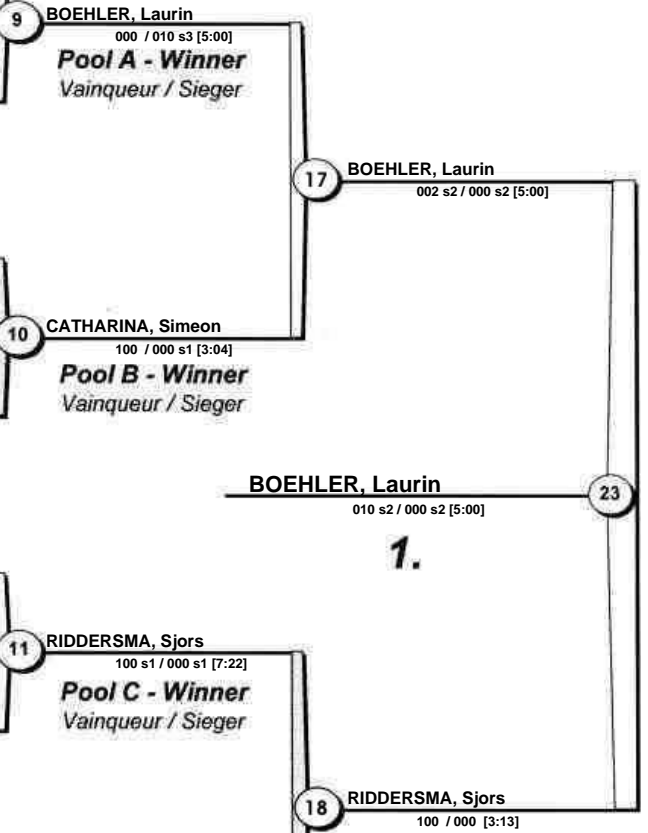 9
BOEHLER, Laurin
000 / 010 s3 [5:00]
Pool A - Winner
Vainqueur / Sieger
17
BOEHLER, Laurin
002 s2 / 000 s2 [5:00]
10
CATHARINA, Simeon
100 / 000 s1 [3:04]
Pool B - Winner
Vainqueur / Sieger
BOEHLER, Laurin
23
010 s2 / 000 s2 [5:00]
1.
11
RIDDERSMA, Sjors
100 s1 / 000 s1 [7:22]
Pool C - Winner
Vainqueur / Sieger
18
RIDDERSMA, Sjors
100 / 000 [3:13]